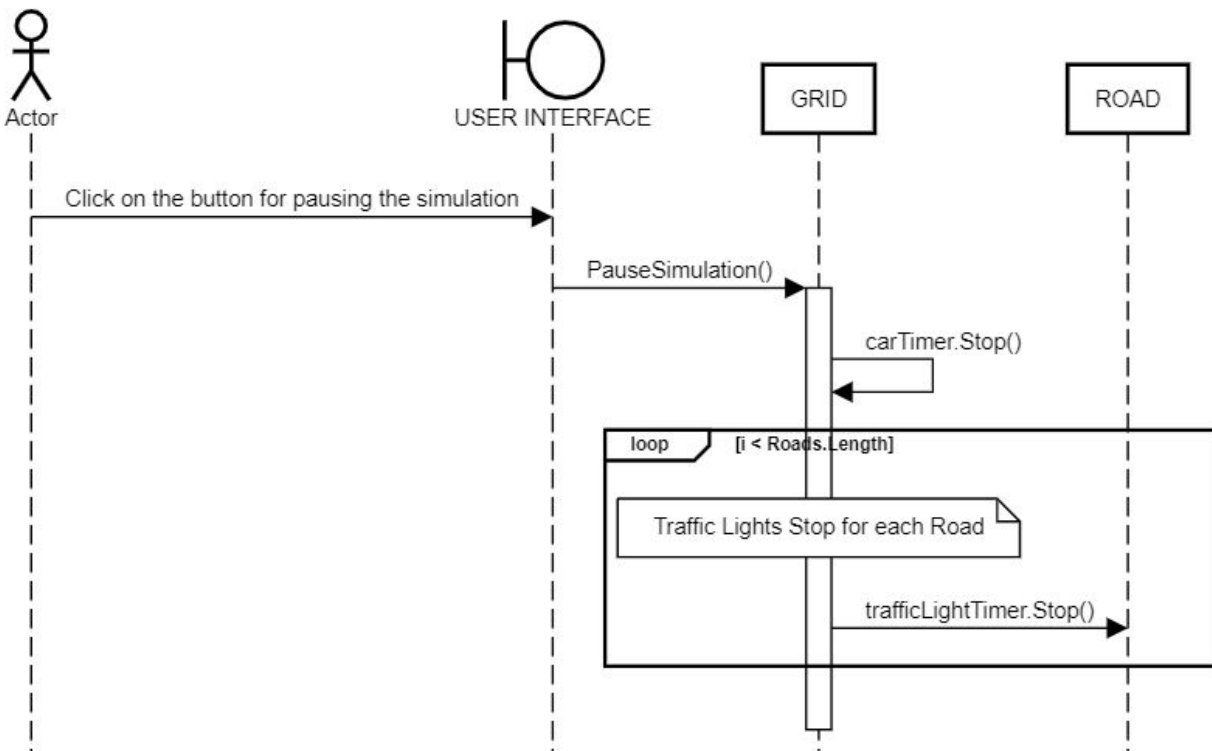 Actor
USER INTERFACE
GRID
ROAD
Click on the button for pausing the simulation
PauseSimulation()
carTimer.Stop()
loop
[i < Roads.Length]
Traffic Lights Stop for each Road
trafficLightTimer.Stop()